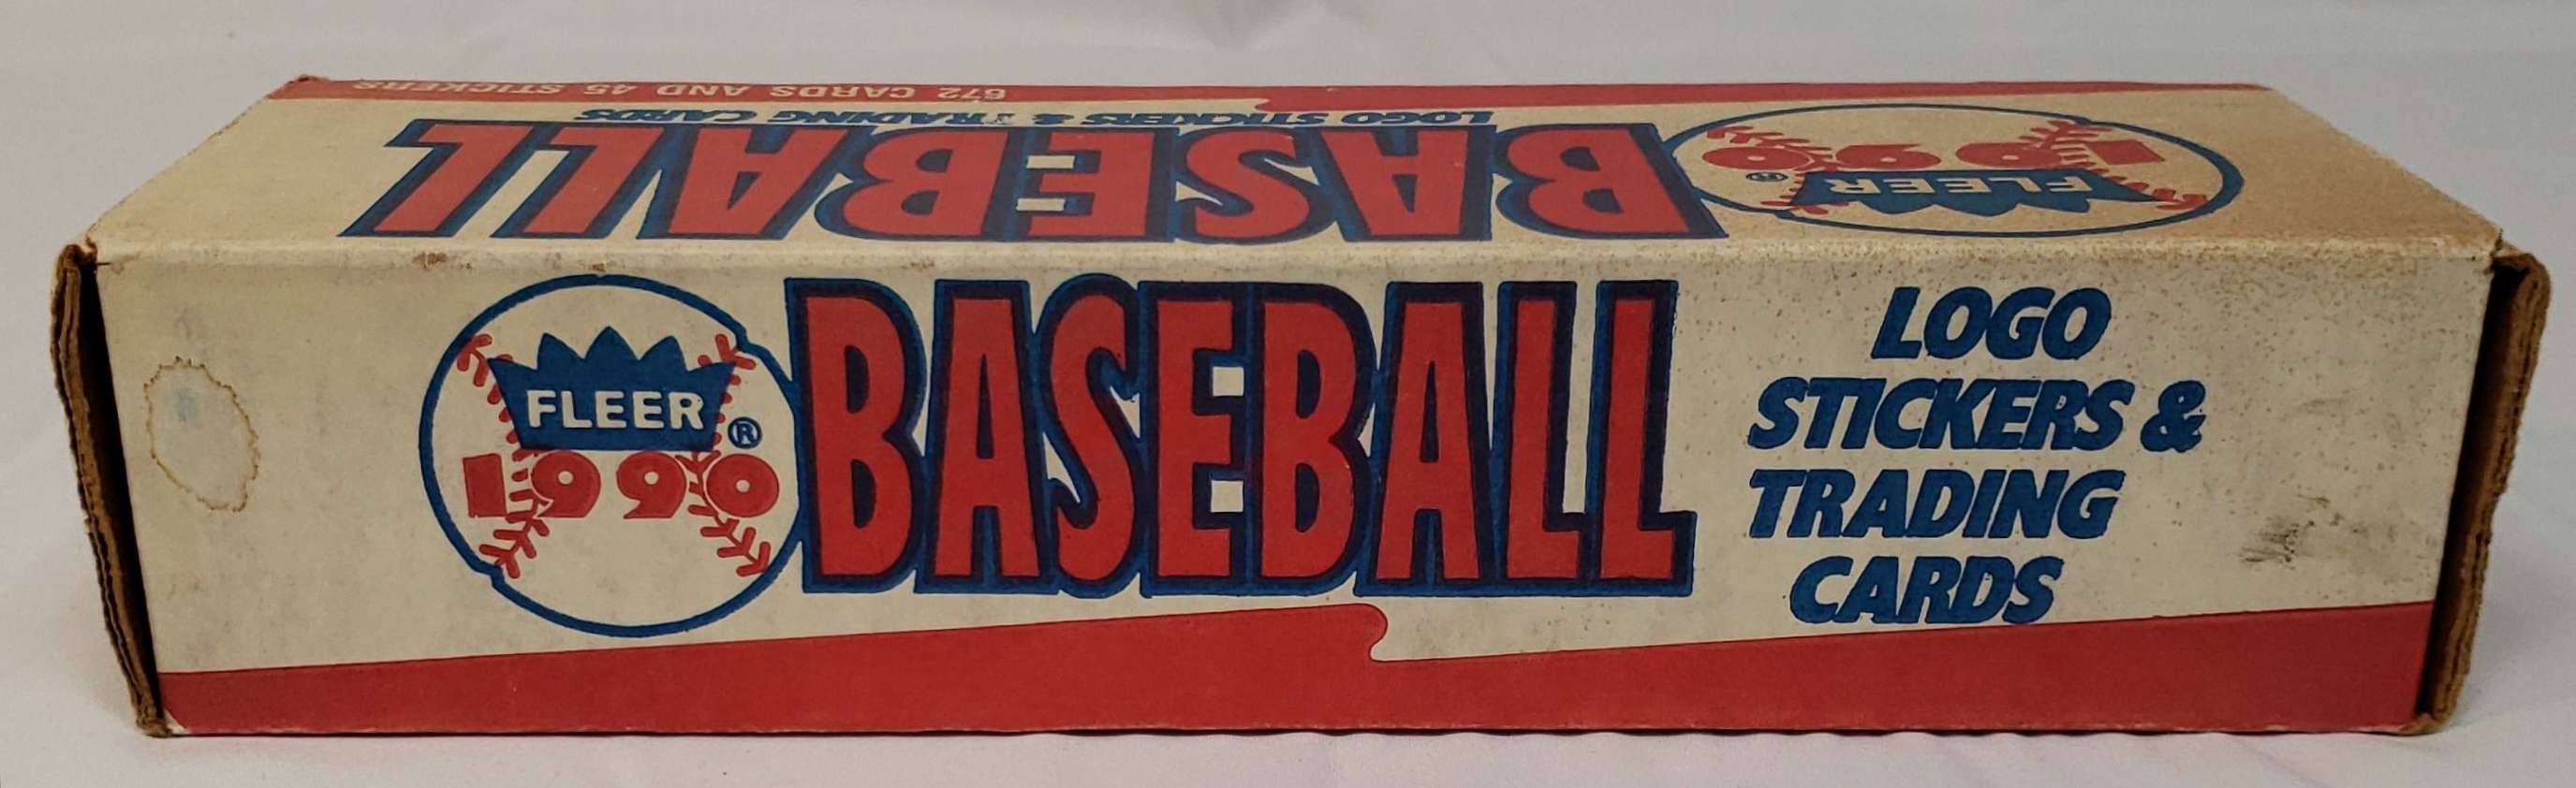 672 CARDS AND 45 STICKERS
LOGO STICKERS & TRADING CARDS
BASEBALL
1990
FLEER ®
FLEER ®
1990
BASEBALL
LOGO
STICKERS &
TRADING
CARDS